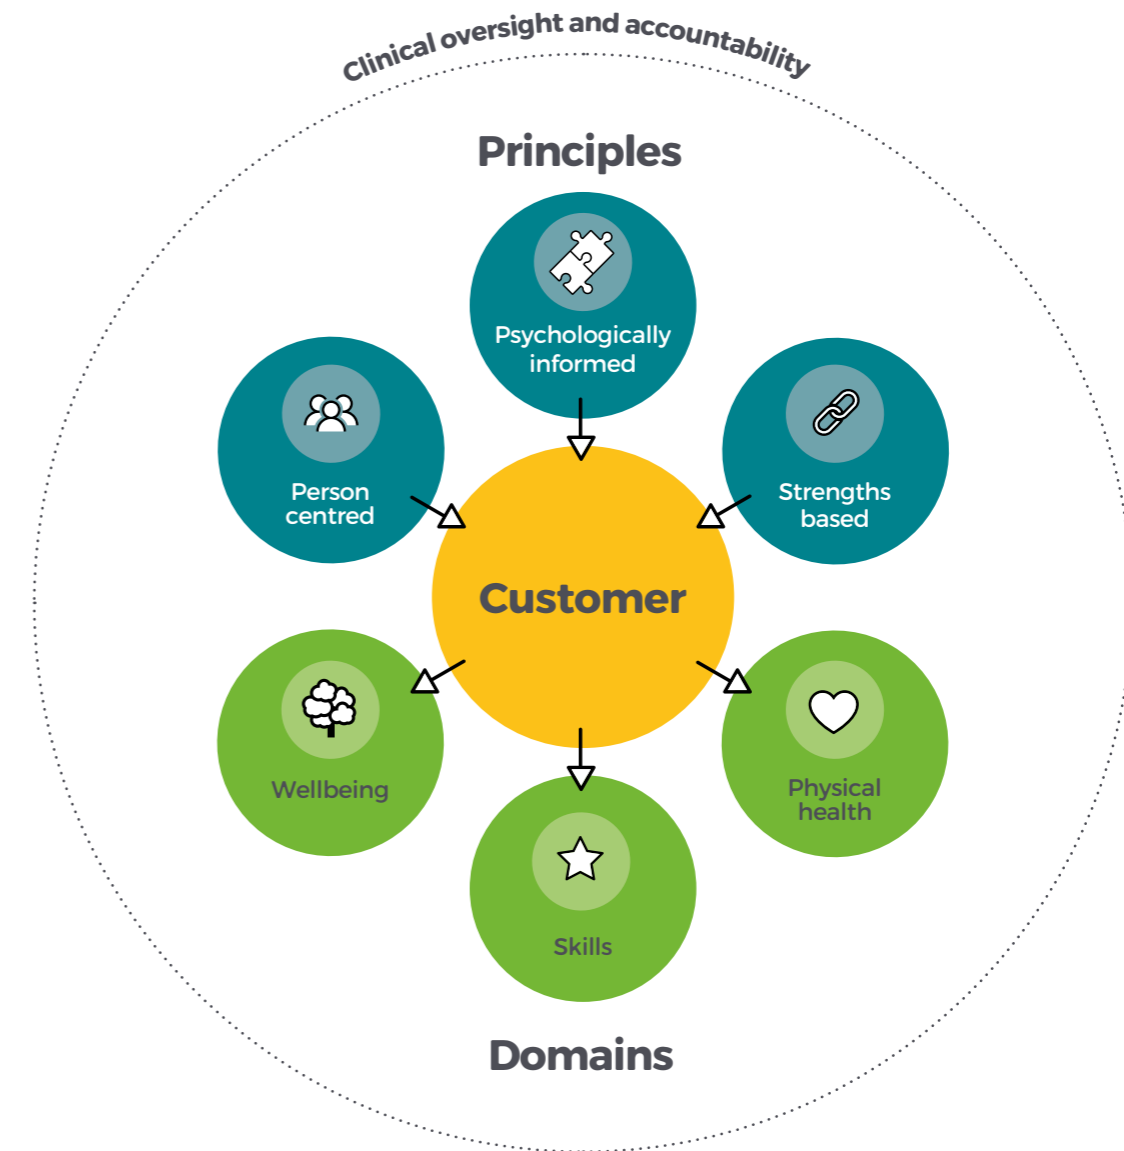 Clinical oversight and accountability
Principles
Psychologically
informed
Person
centred
Strengths
based
Customer
Wellbeing
Physical
health
Skills
Domains